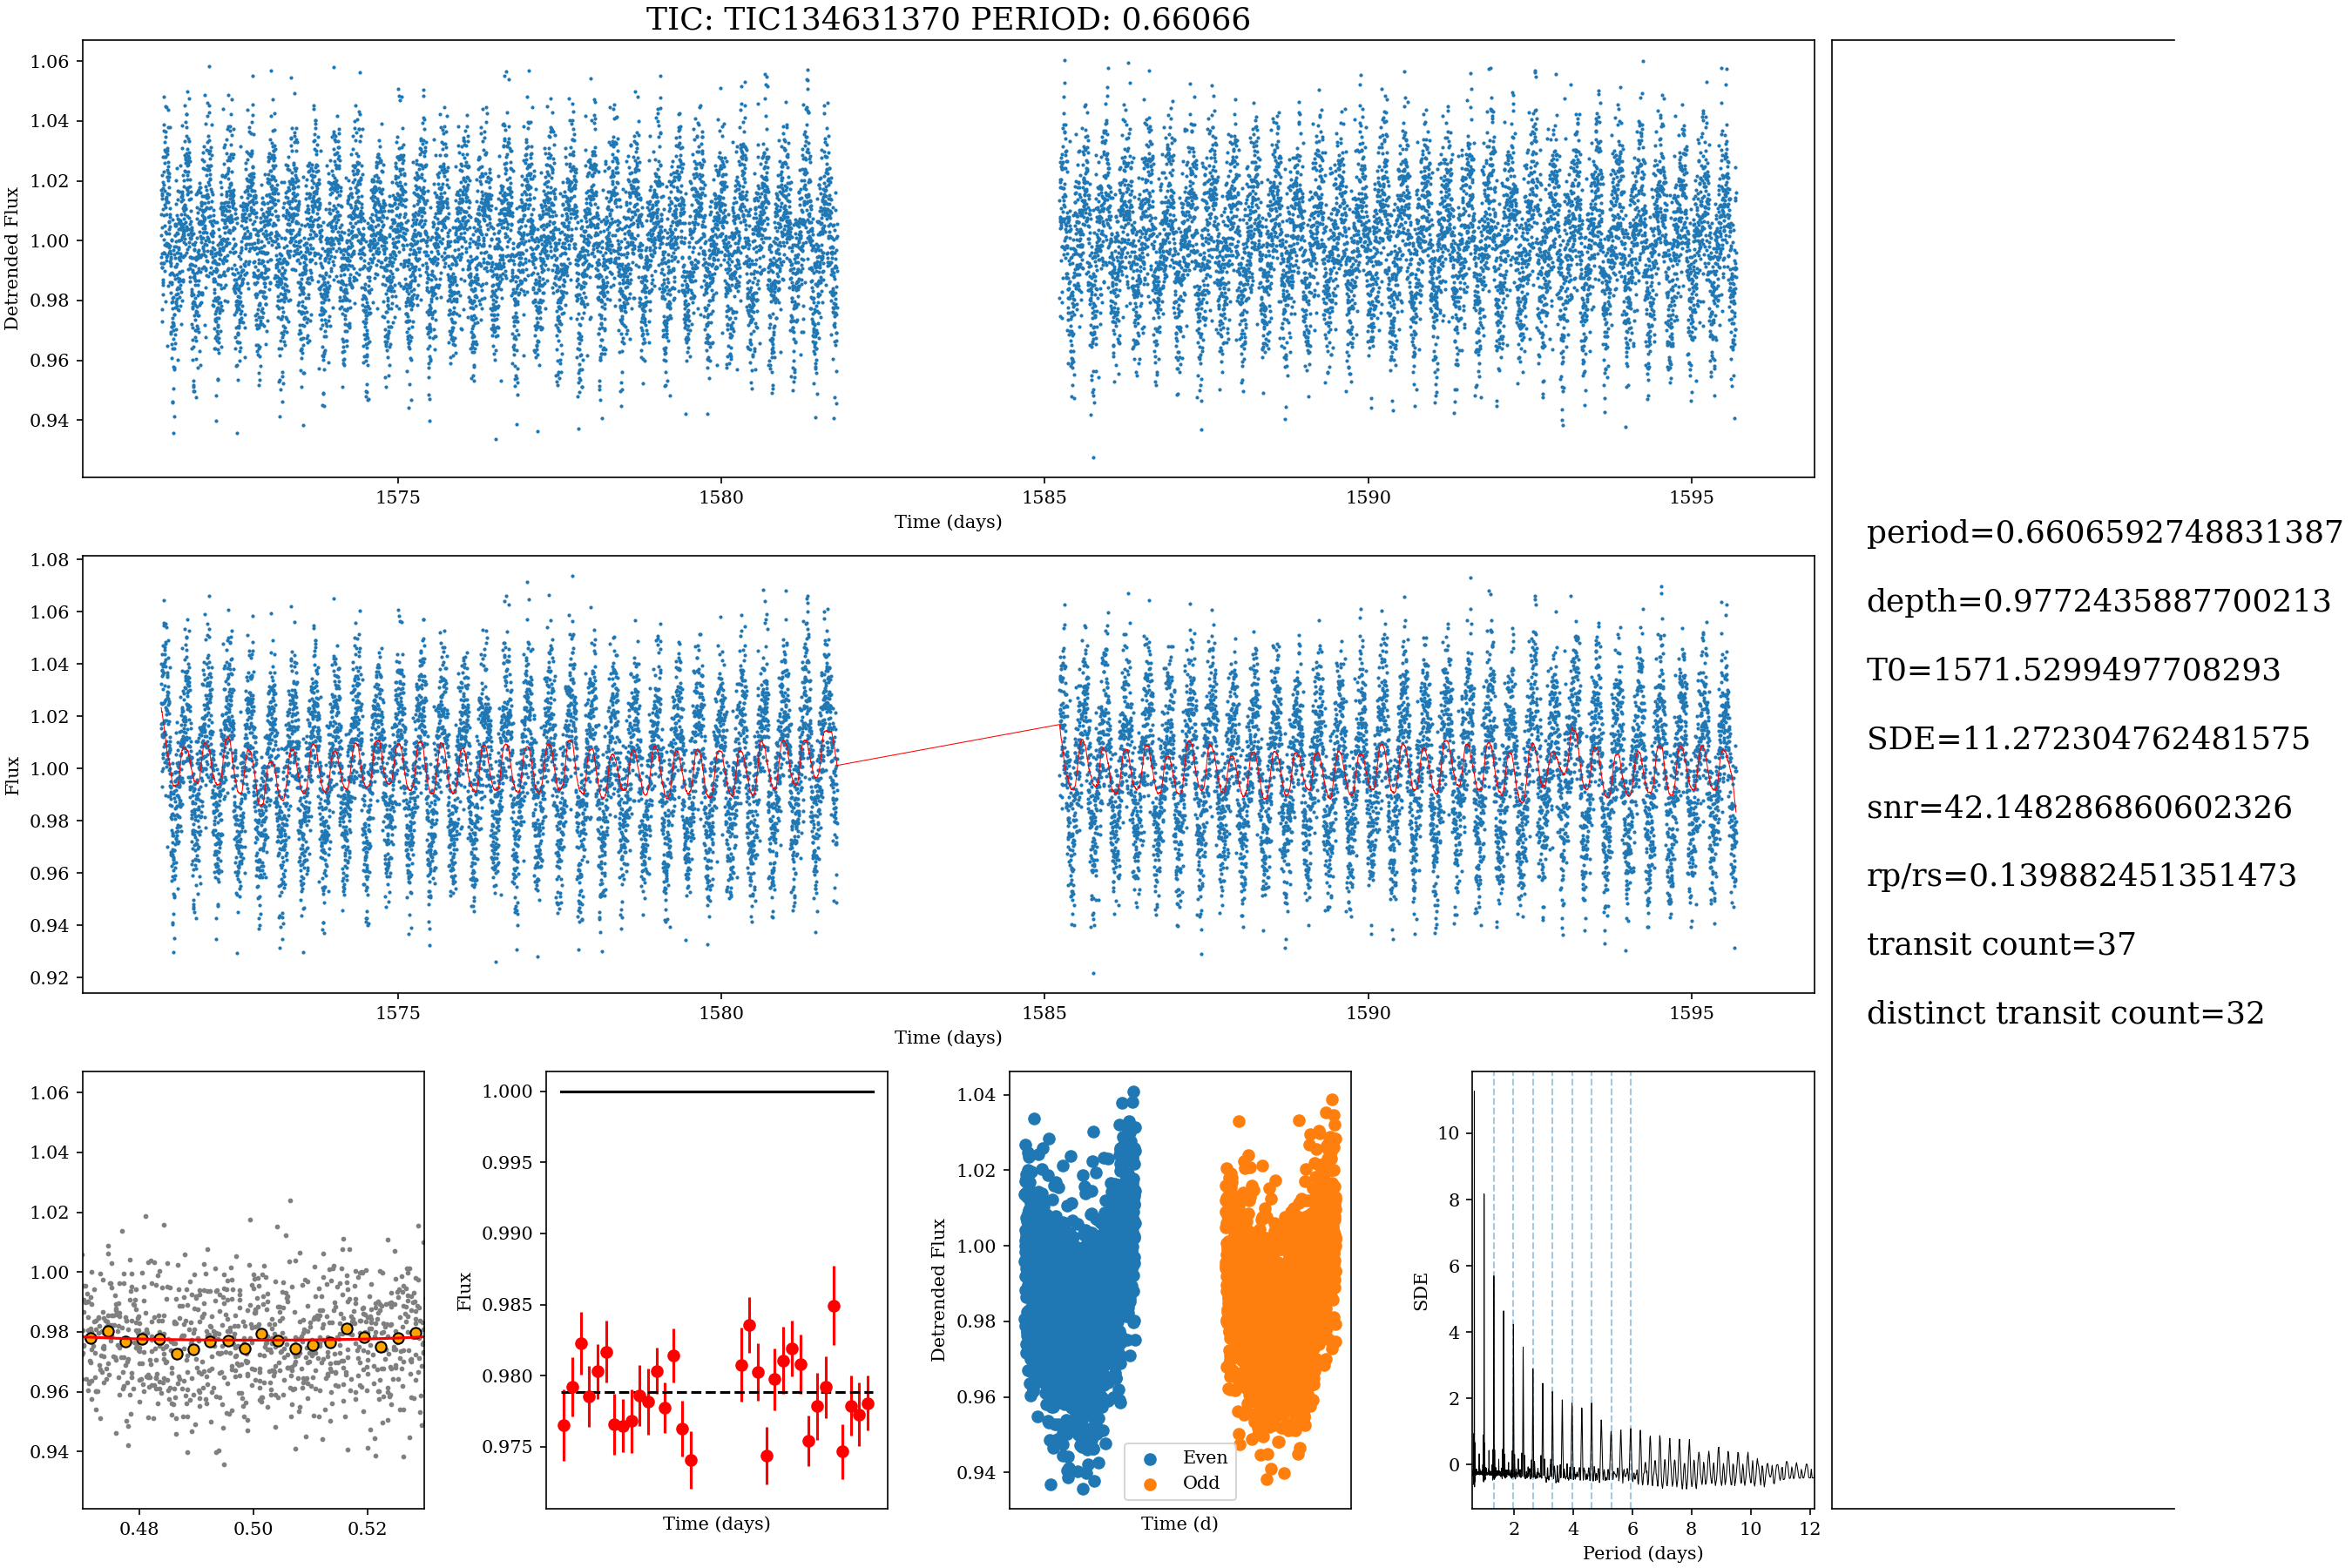 TIC: TIC134631370 PERIOD: 0.66066
1.06
1.04
1.02
1.00
0.98
0.96
0.94
Detrended Flux
1575
1580
1585
1590
1595
Time (days)
1.08
1.06
1.04
1.02
1.00
0.98
0.96
0.94
0.92
Flux
1575
1580
1585
1590
1595
Time (days)
period=0.6606592748831387
depth=0.9772435887700213
T0=1571.5299497708293
SDE=11.272304762481575
snr=42.148286860602326
rp/rs=0.139882451351473
transit count=37
distinct transit count=32
1.06
1.04
1.02
1.00
0.98
0.96
0.94
0.48
0.50
0.52
1.000
0.995
0.990
0.985
0.980
0.975
Flux
Time (days)
1.04
1.02
1.00
0.98
0.96
0.94
Detrended Flux
Even
Odd
Time (d)
10
8
6
4
2
0
SDE
2
4
6
8
10
12
Period (days)